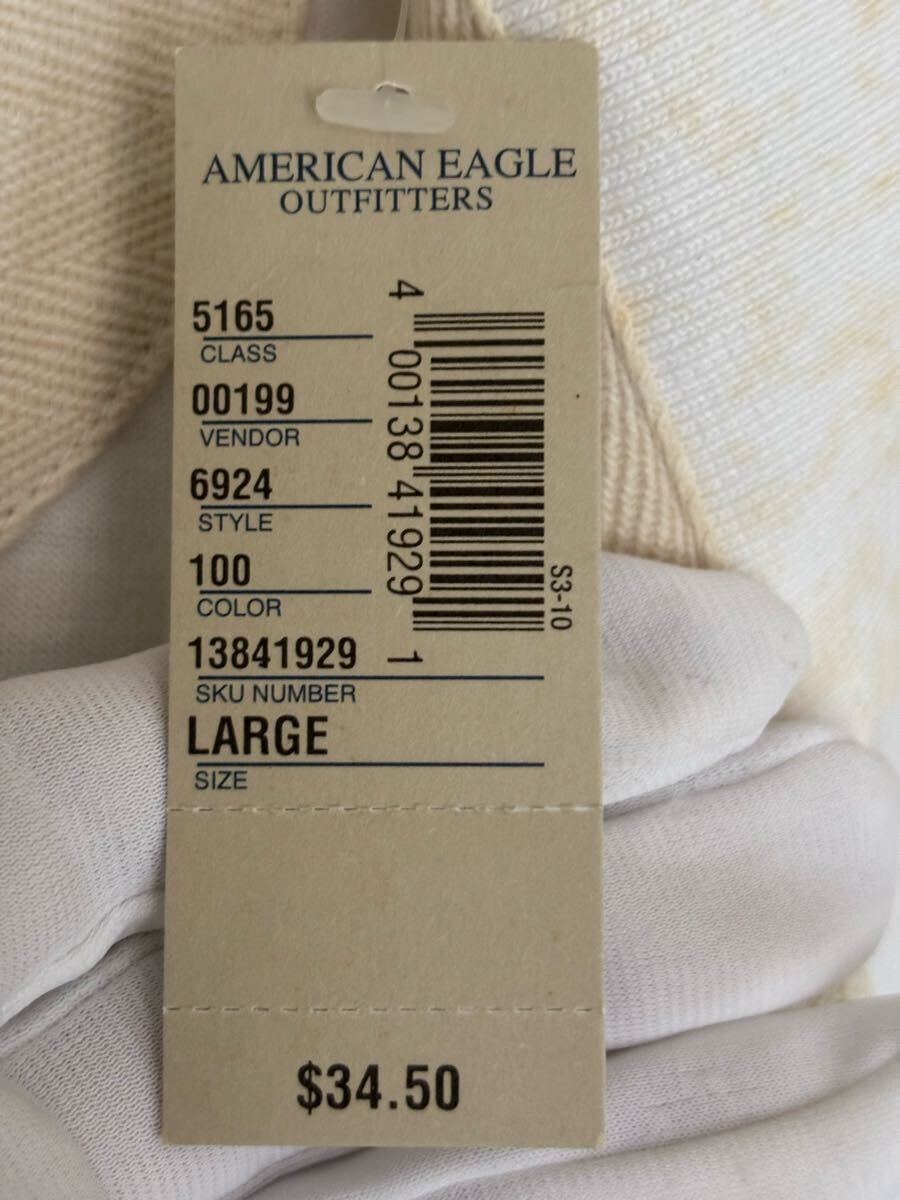 AMERICAN EAGLE
OUTFITTERS
5165
CLASS
00199
VENDOR
6924
STYLE
100
COLOR
13841929
SKU NUMBER
LARGE
SIZE
4 00138 41929 1
S3-10
$34.50